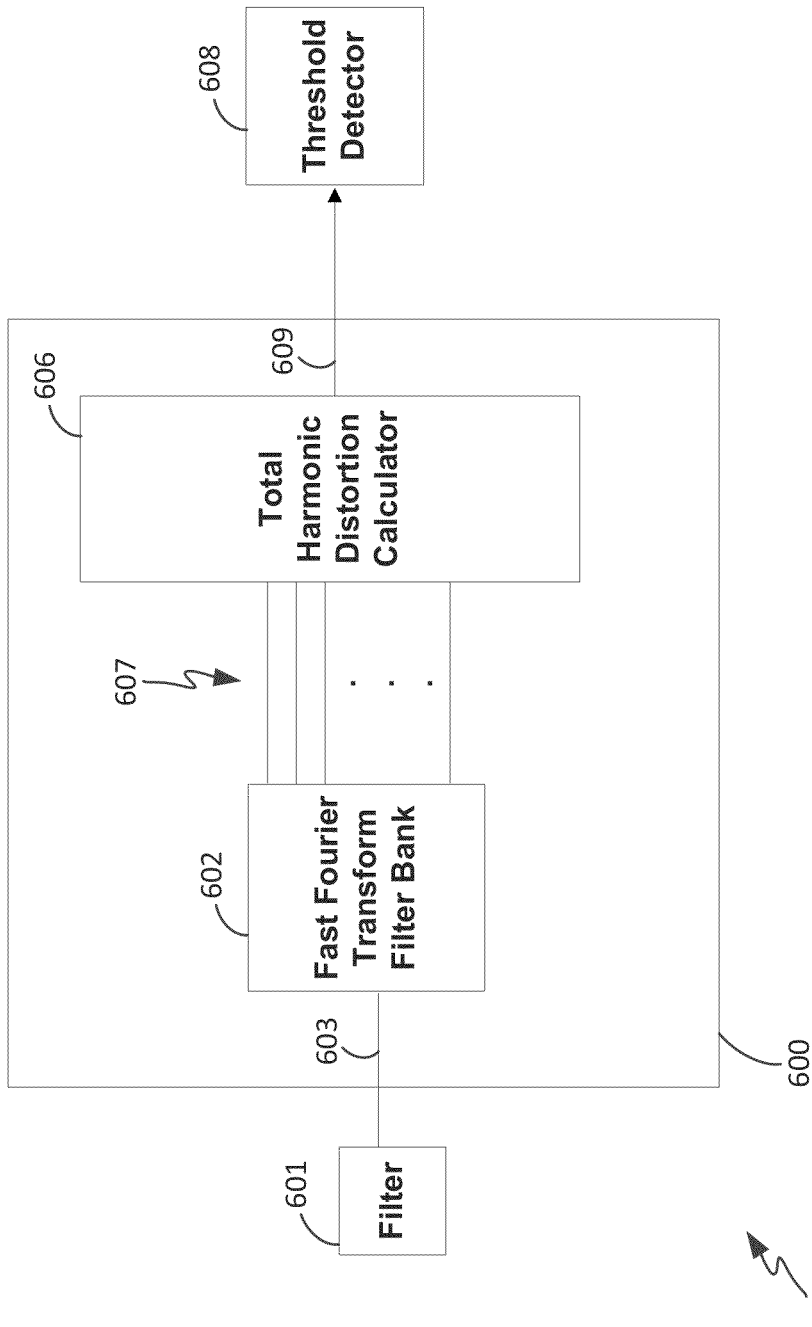 601
Filter
603
602
Fast Fourier
Transform
Filter Bank
607
606
Total
Harmonic
Distortion
Calculator
609
608
Threshold
Detector
600